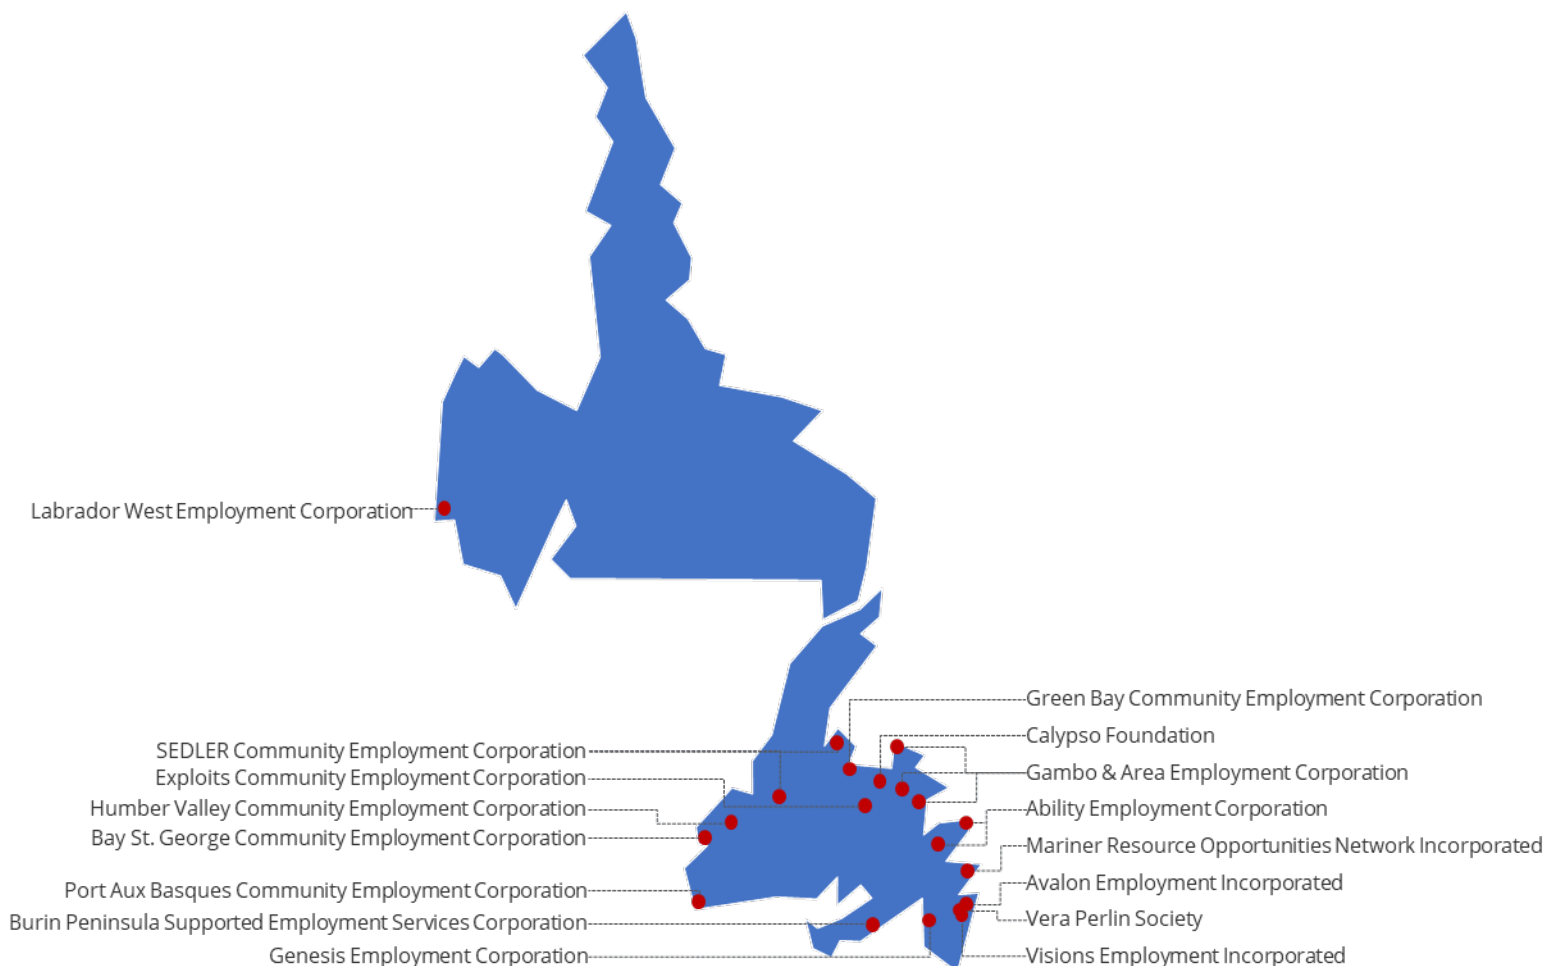 Labrador West Employment Corporation
SEDLER Community Employment Corporation
Exploits Community Employment Corporation
Humber Valley Community Employment Corporation
Bay St. George Community Employment Corporation
Port Aux Basques Community Employment Corporation
Burin Peninsula Supported Employment Services Corporation
Genesis Employment Corporation
Green Bay Community Employment Corporation
Calypso Foundation
Gambo & Area Employment Corporation
Ability Employment Corporation
Mariner Resource Opportunities Network Incorporated
Avalon Employment Incorporated
Vera Perlin Society
Visions Employment Incorporated